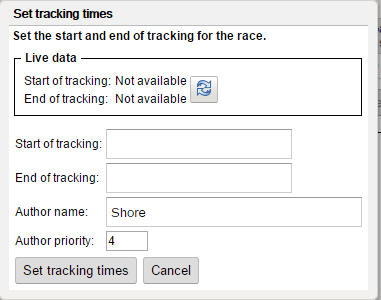 Set tracking times
Set the start and end of tracking for the race.
Live data
Start of tracking: Not available
End of tracking: Not available
Start of tracking:
End of tracking:
Author name: Shore
Author priority: 4
Set tracking times Cancel